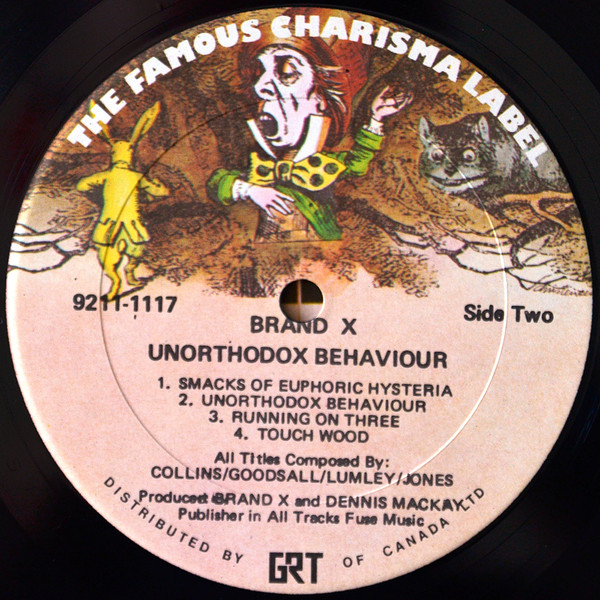 THE FAMOUS CHARISMA LABEL
9211-1117
Side Two
BRAND X
UNORTHODOX BEHAVIOUR
1. SMACKS OF EUPHORIC HYSTERIA
2. UNORTHODOX BEHAVIOUR
3. RUNNING ON THREE
4. TOUCH WOOD
All Titles Composed By:
COLLINS/GOODSALL/LUMLEY/JONES
Produced BRAND X and DENNIS MACKAY
Publisher in All Tracks Fuse Music
DISTRIBUTED BY GRT OF CANADA LTD